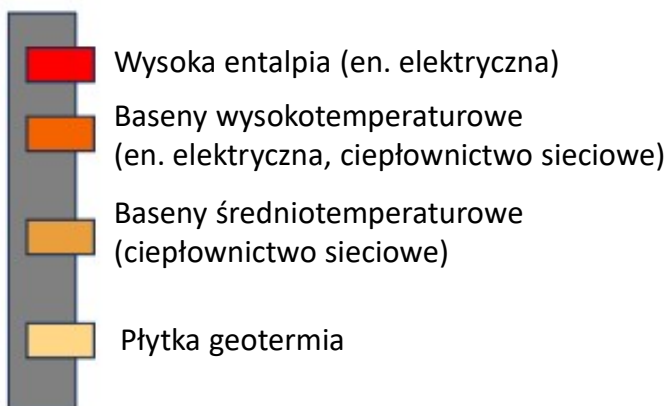 Wysoka entalpia (en. elektryczna)
Baseny wysokotemperaturowe
(en. elektryczna, ciepłownictwo sieciowe)
Baseny średniotemperaturowe
(ciepłownictwo sieciowe)
Płytka geotermia